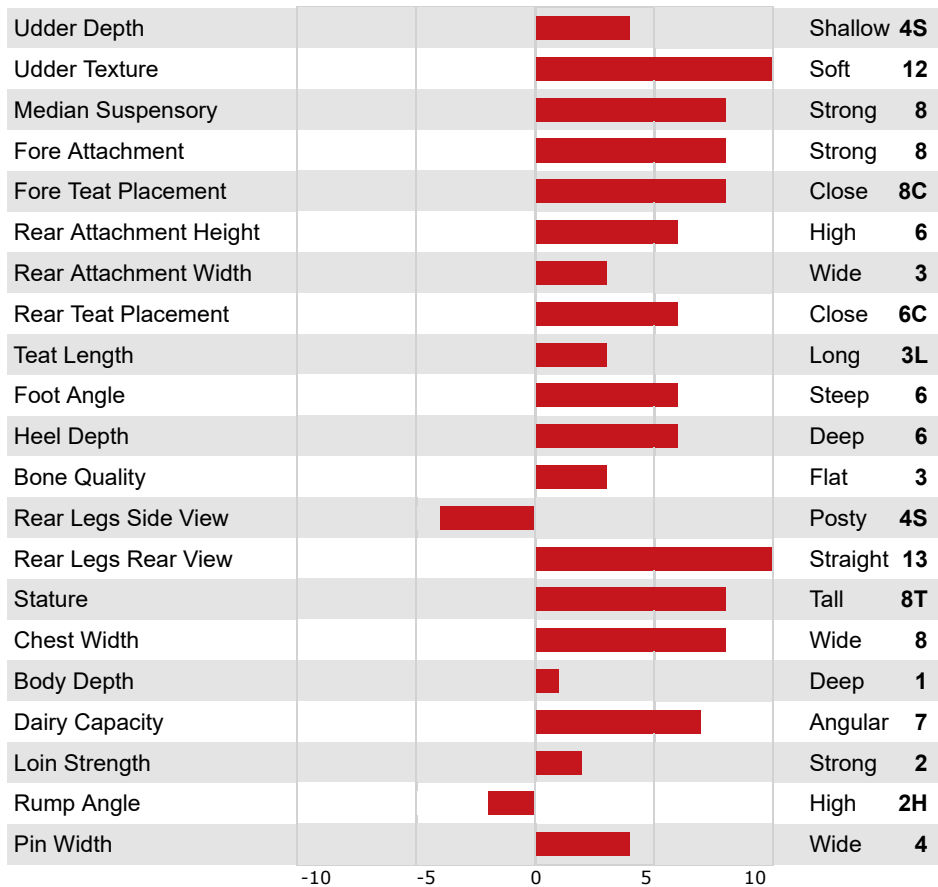 Udder Depth Shallow 4S
Udder Texture Soft 12
Median Suspensory Strong 8
Fore Attachment Strong 8
Fore Teat Placement Close 8C
Rear Attachment Height High 6
Rear Attachment Width Wide 3
Rear Teat Placement Close 6C
Teat Length Long 3L
Foot Angle Steep 6
Heel Depth Deep 6
Bone Quality Flat 3
Rear Legs Side View Posty 4S
Rear Legs Rear View Straight 13
Stature Tall 8T
Chest Width Wide 8
Body Depth Deep 1
Dairy Capacity Angular 7
Loin Strength Strong 2
Rump Angle High 2H
Pin Width Wide 4
-10 -5 0 5 10